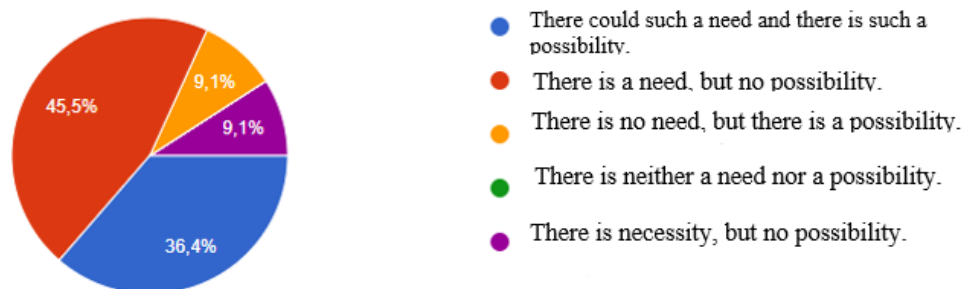 There could such a need and there is such a
possibility.
There is a need, but no possibility.
There is no need, but there is a possibility.
There is neither a need nor a possibility.
There is necessity, but no possibility.
45,5%
9,1%
9,1%
36,4%